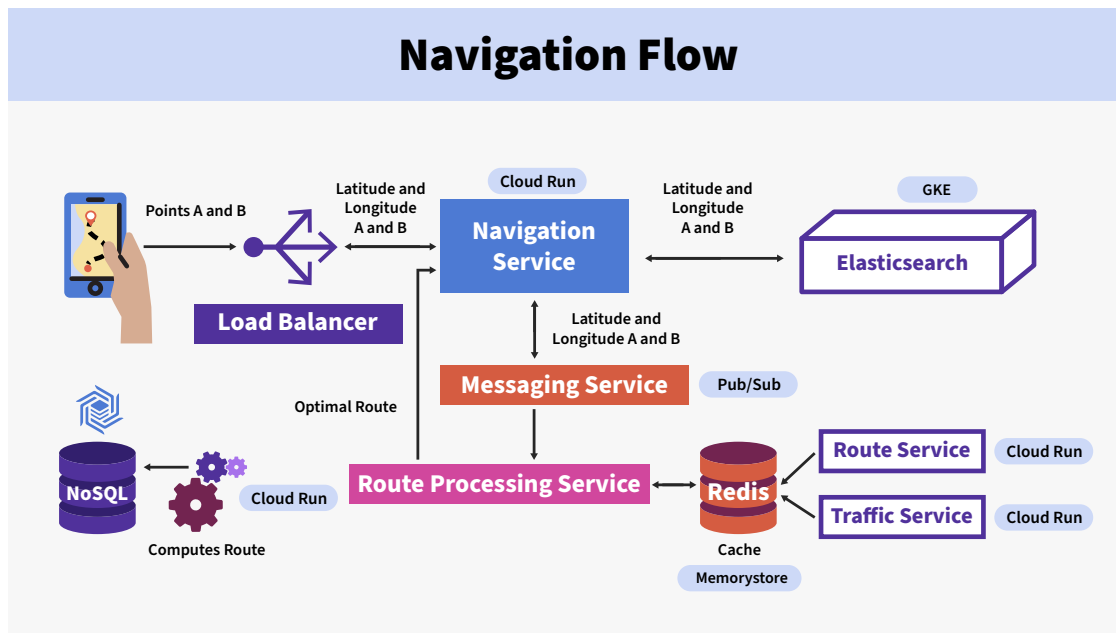 Navigation Flow
Points A and B
Latitude and
Longitude
A and B
Cloud Run
Navigation
Service
Latitude and
Longitude
A and B
GKE
Elasticsearch
Load Balancer
Latitude and
Longitude A and B
Messaging Service
Pub/Sub
Optimal Route
NoSQL
Cloud Run
Computes Route
Route Processing Service
Redis
Cache
Memorystore
Route Service
Cloud Run
Traffic Service
Cloud Run